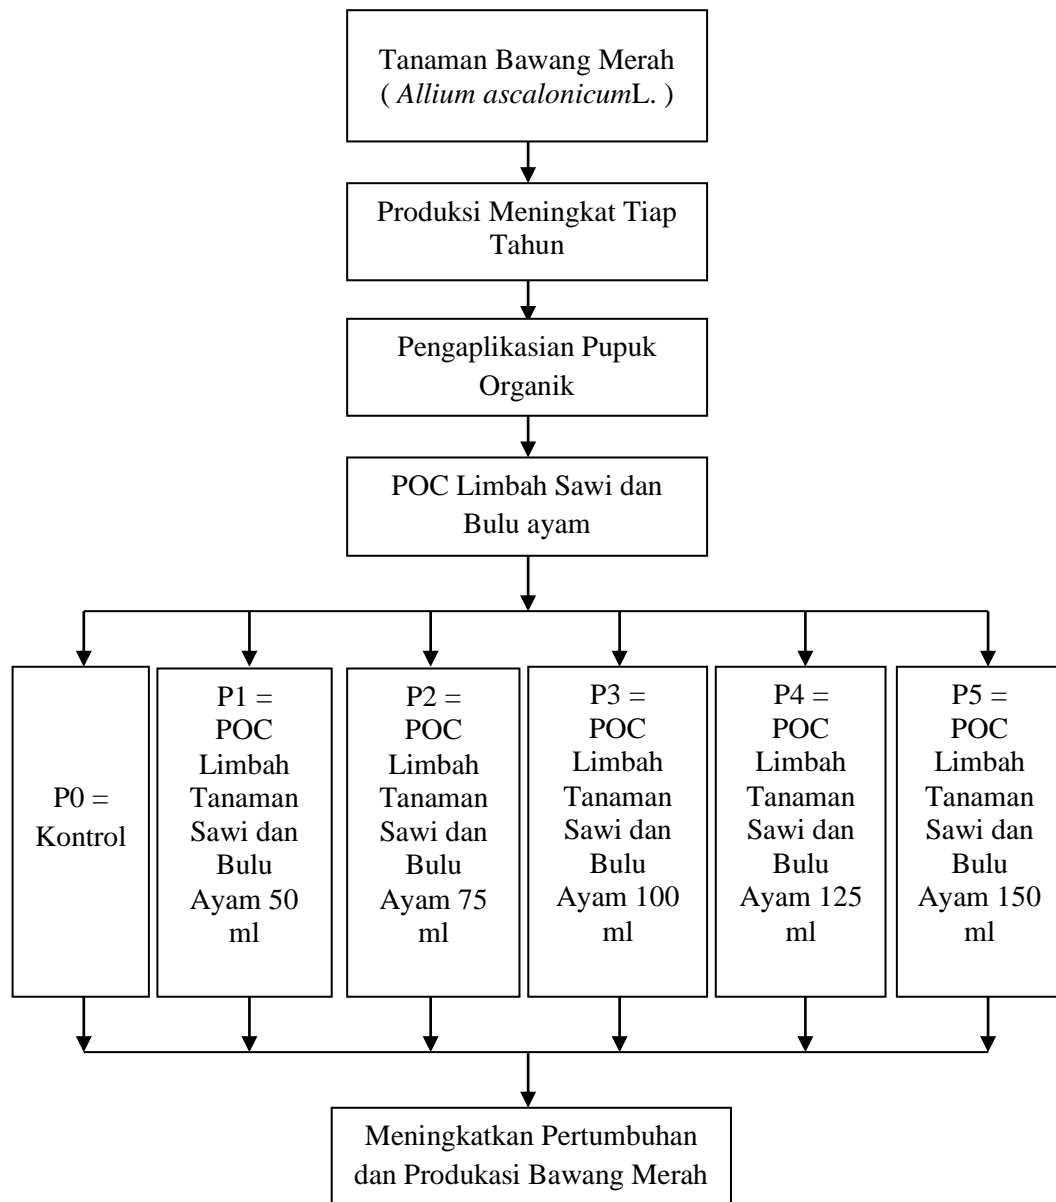 Tanaman Bawang Merah
( Allium ascalonicumL. )
Produksi Meningkat Tiap
Tahun
Pengaplikasian Pupuk
Organik
POC Limbah Sawi dan
Bulu ayam
P0 =
Kontrol
P1 =
POC
Limbah
Tanaman
Sawi dan
Bulu
Ayam 50
ml
P2 =
POC
Limbah
Tanaman
Sawi dan
Bulu
Ayam 75
ml
P3 =
POC
Limbah
Tanaman
Sawi dan
Bulu
Ayam 100
ml
P4 =
POC
Limbah
Tanaman
Sawi dan
Bulu
Ayam 125
ml
P5 =
POC
Limbah
Tanaman
Sawi dan
Bulu
Ayam 150
ml
Meningkatkan Pertumbuhan
dan Produkasi Bawang Merah